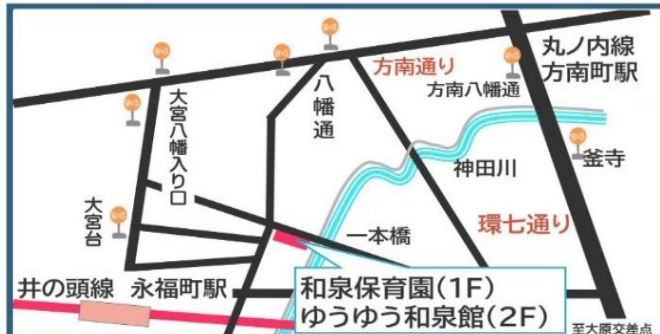 丸ノ内線
方南町駅
方南通り
方南八幡通
八幡通
大宮八幡入り口
釜寺
神田川
大宮台
一本橋
環七通り
井の頭線 永福町駅
和泉保育園(1F)
ゆうゆう和泉館(2F)
至大原交差点